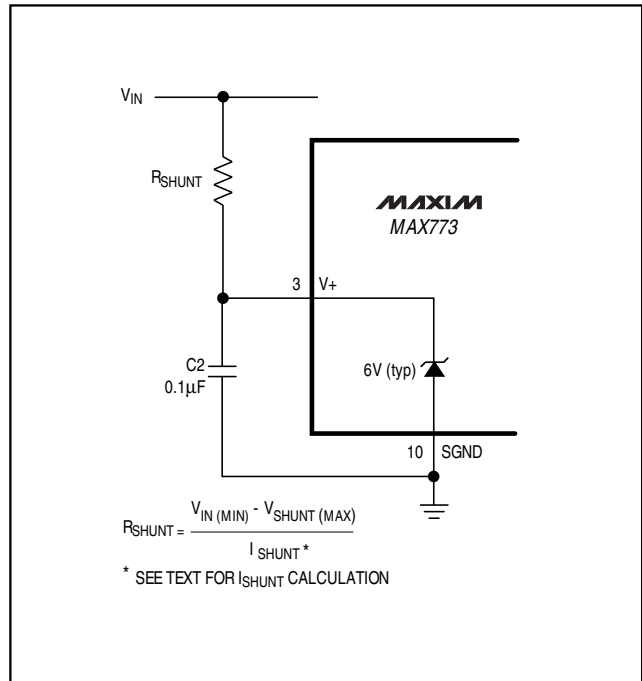 VIN
RSHUNT
MAXIM
MAX773
3 V+
C2
0.1µF
6V (typ)
10 SGND
RSHUNT = VIN (MIN) - VSHUNT (MAX)
I SHUNT *
* SEE TEXT FOR ISHUNT CALCULATION